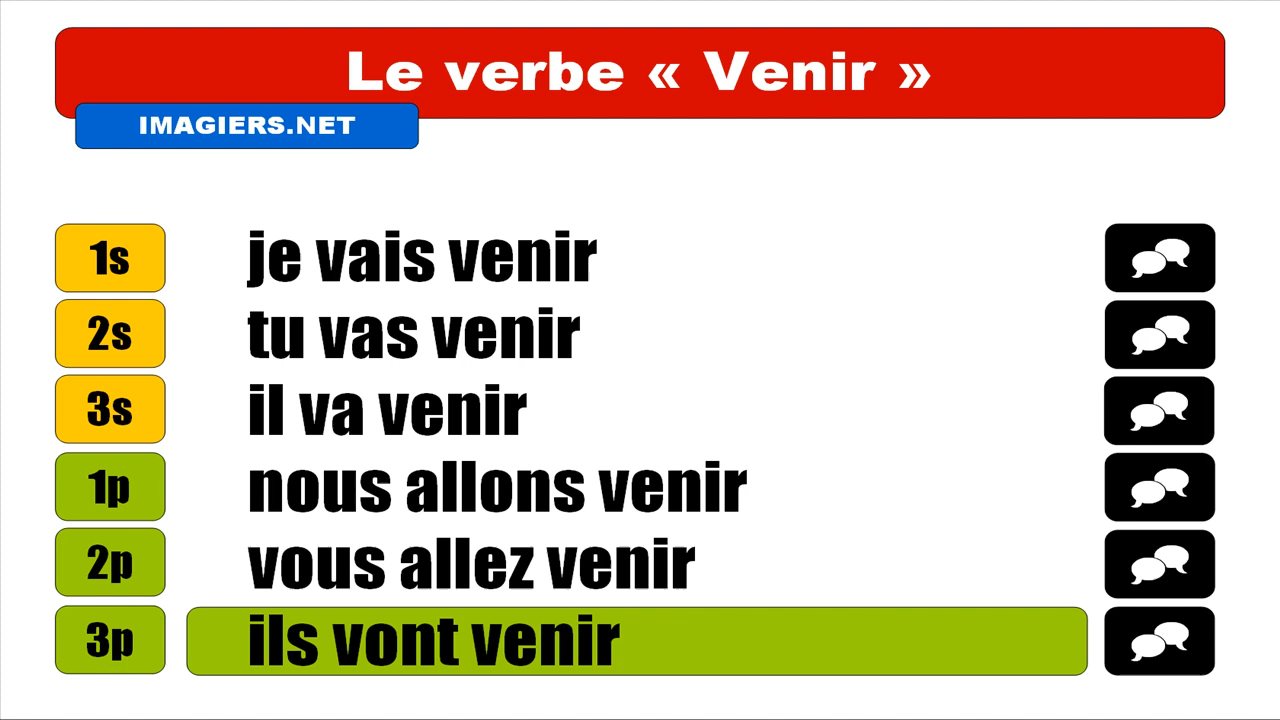 Le verbe « Venir »
IMAGIERS.NET
1s je vais venir
2s tu vas venir
3s il va venir
1p nous allons venir
2p vous allez venir
3p ils vont venir